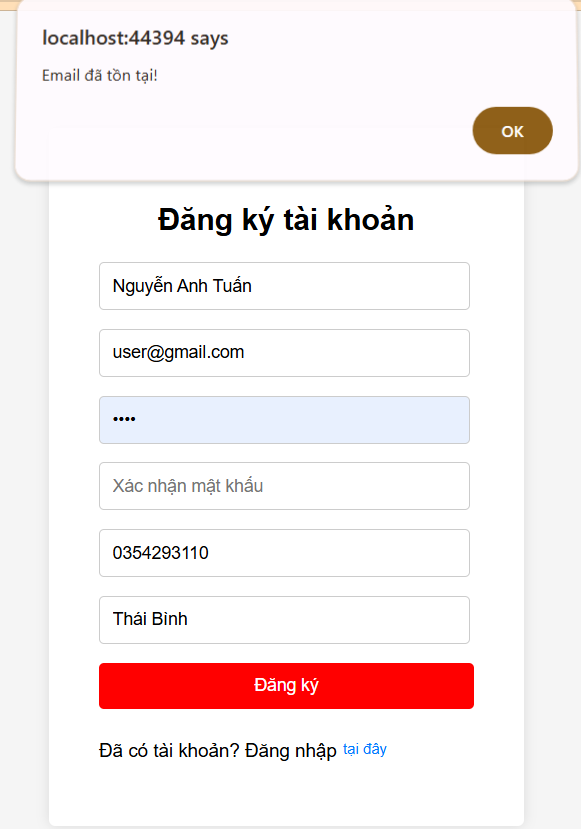 localhost:44394 says
Email đã tồn tại!
OK
Đăng ký tài khoản
Nguyễn Anh Tuấn
user@gmail.com
••••
Xác nhận mật khẩu
0354293110
Thái Bình
Đăng ký
Đã có tài khoản? Đăng nhập tại đây